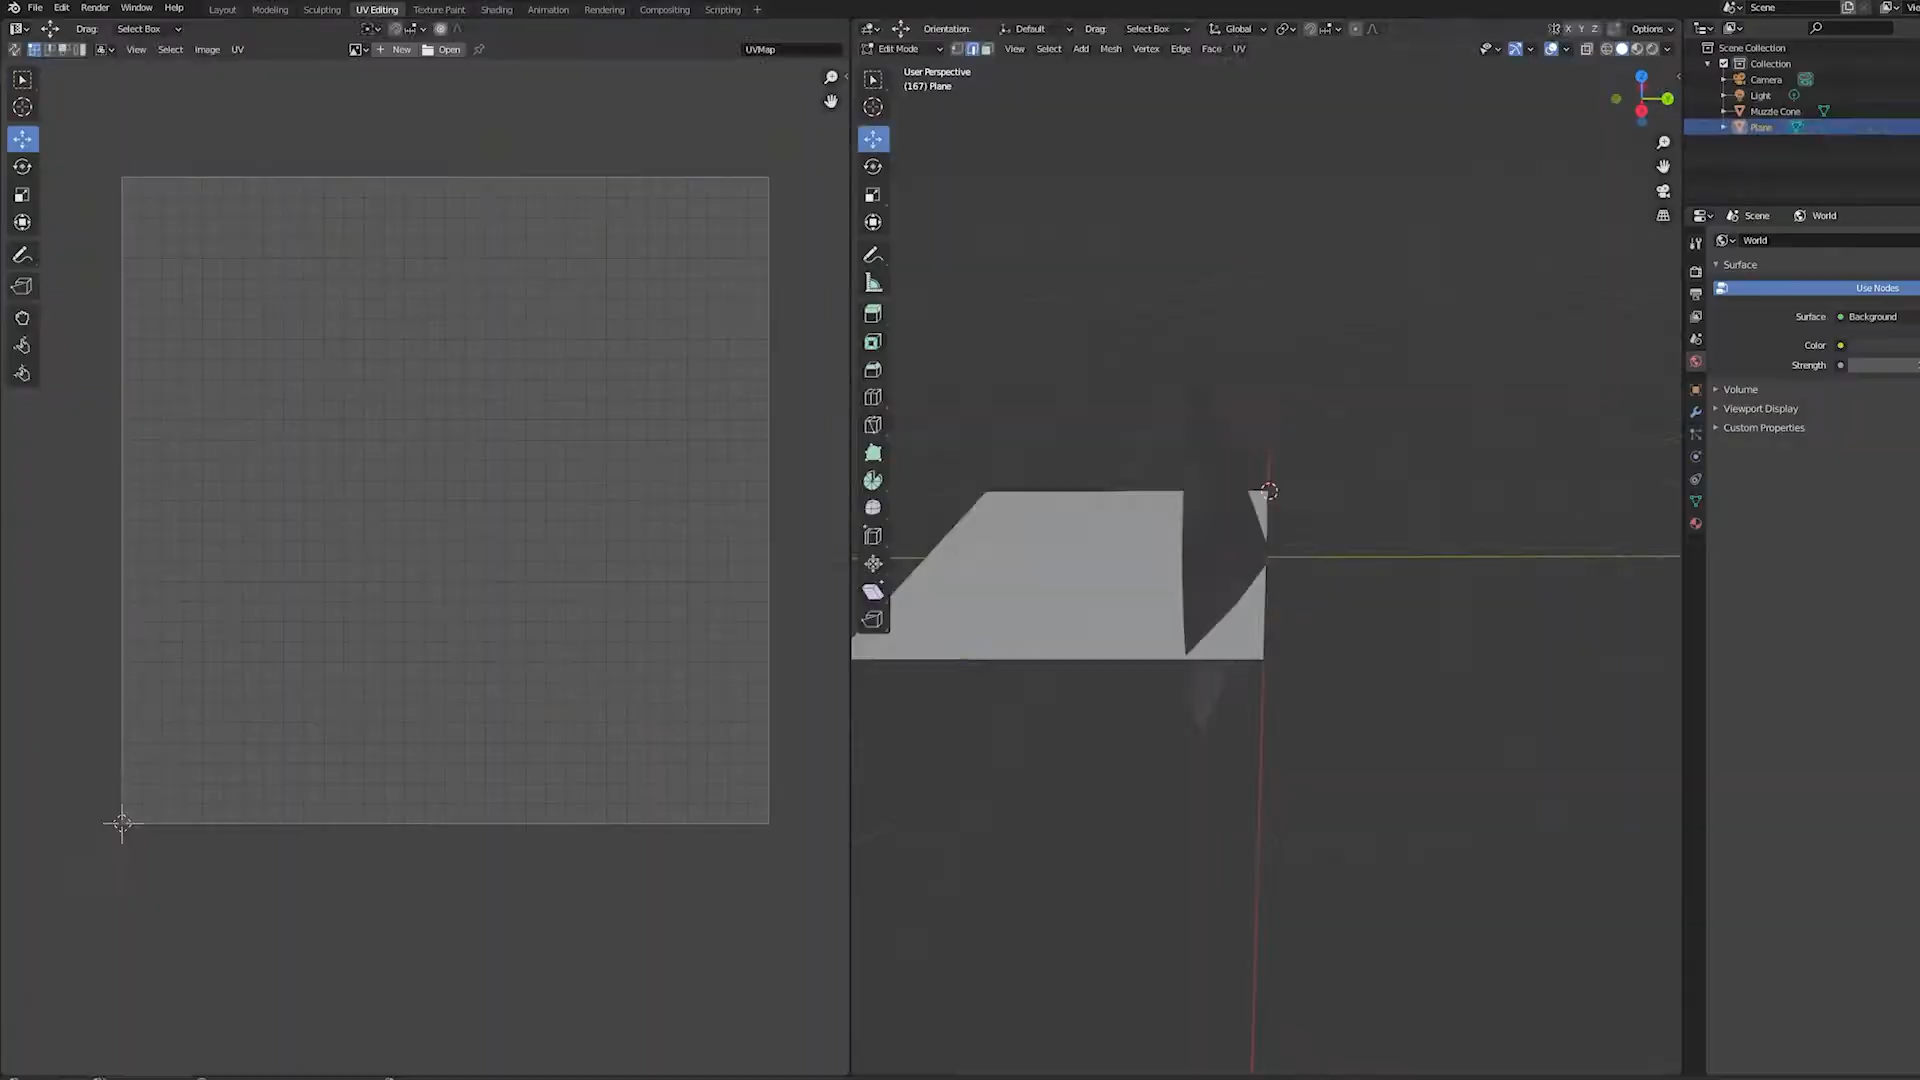 File Edit Render Window Help Layout Modeling Sculpting UV Editing Texture Paint Shading Animation Rendering Compositing Scripting + Scene
Drag: Select Box
View Select Image UV + New Open UVMap
Orientation: Default Drag: Select Box Global X Y Z Options
Edit Mode View Select Add Mesh Vertex Edge Face UV
User Perspective
(167) Plane
Scene Collection
Collection
Camera
Light
Muzzle Cone
Plane
Scene World
World
Surface
Use Nodes
Surface Background
Color
Strength
Volume
Viewport Display
Custom Properties